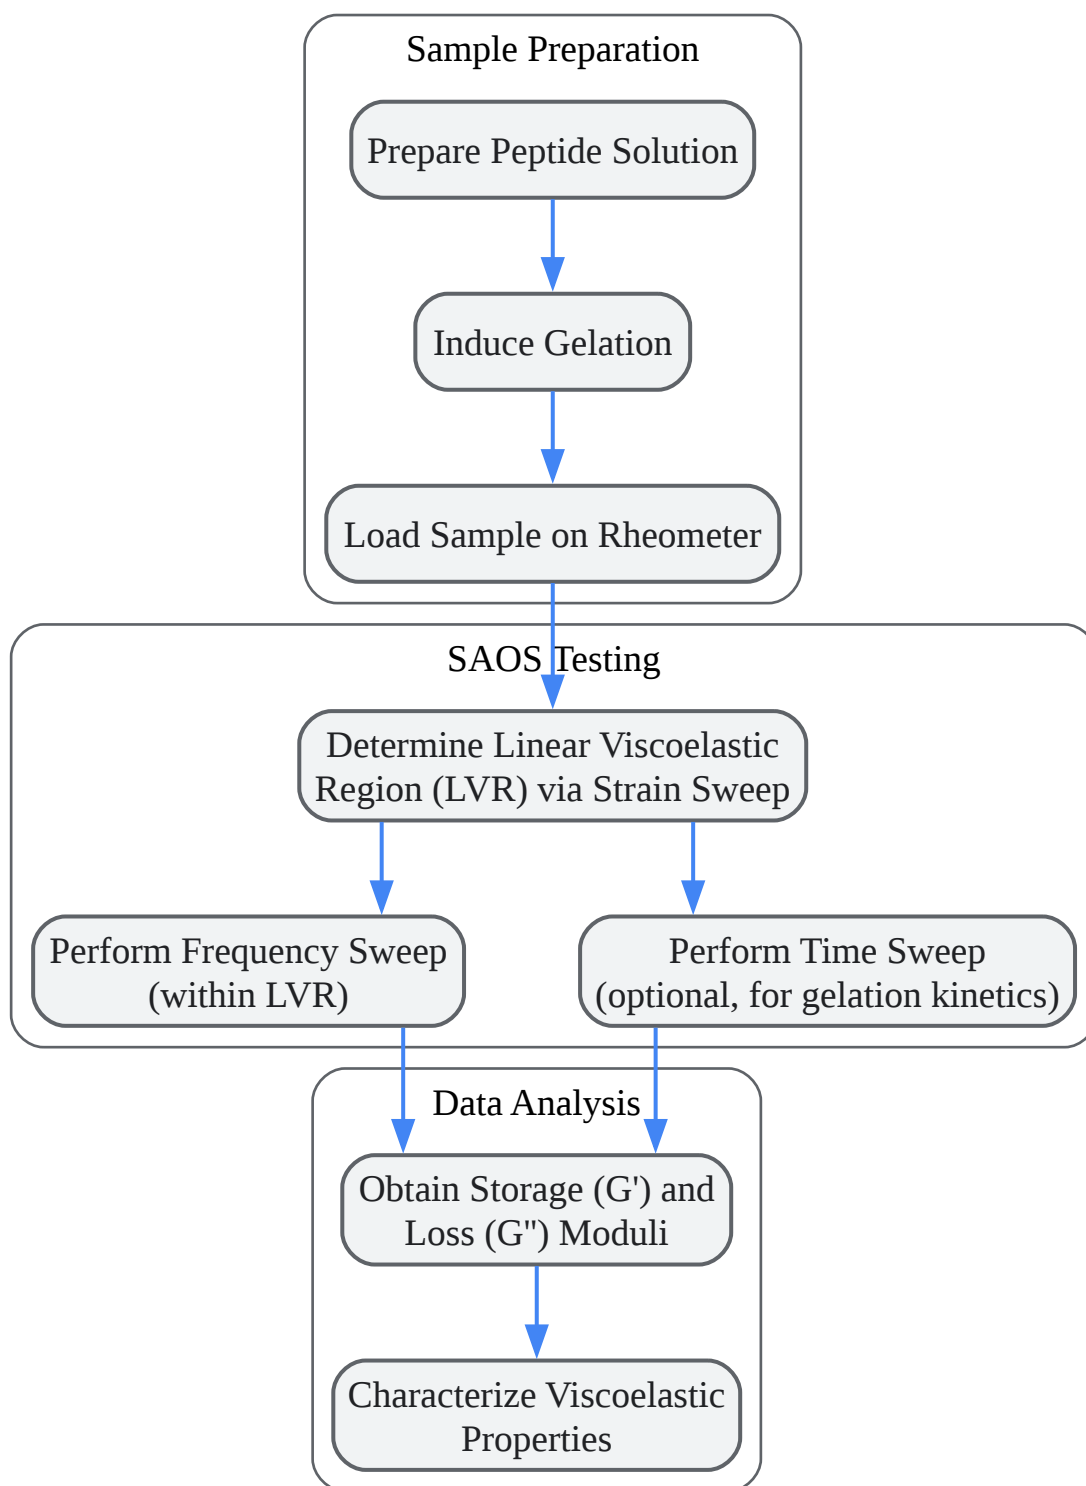 Sample Preparation
Prepare Peptide Solution
Induce Gelation
Load Sample on Rheometer
SAOS Testing
Determine Linear Viscoelastic
Region (LVR) via Strain Sweep
Perform Frequency Sweep
(within LVR)
Perform Time Sweep
(optional, for gelation kinetics)
Data Analysis
Obtain Storage (G') and
Loss (G'') Moduli
Characterize Viscoelastic
Properties